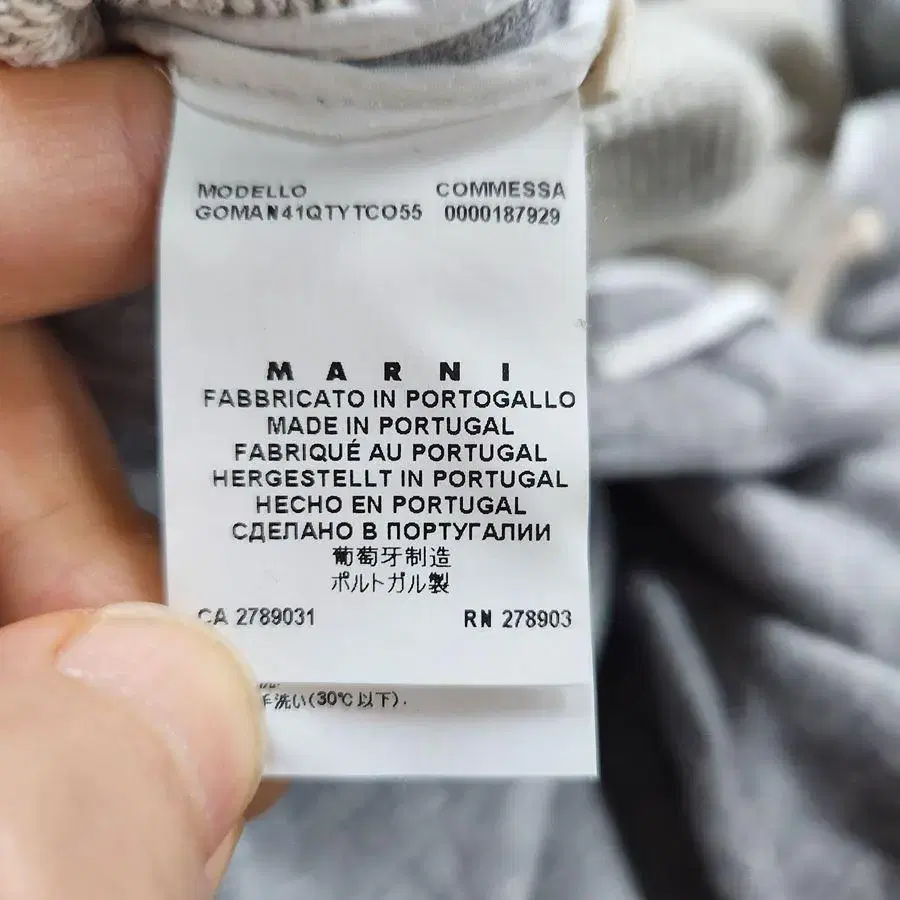 MODELLO COMMESSA
GOMAN41QTYTCO55 0000187929
MARNI
FABBRICATO IN PORTOGALLO
MADE IN PORTUGAL
FABRIQUÉ AU PORTUGAL
HERGESTELLT IN PORTUGAL
HECHO EN PORTUGAL
СДЕЛАНО В ПОРТУГАЛИИ
葡萄牙制造
ポルトガル製
CA 2789031 RN 278903
手洗い(30℃以下).